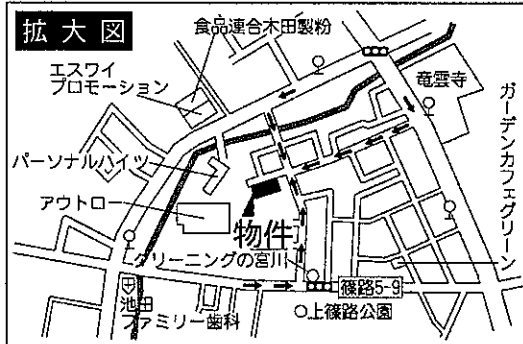 拡大図
食品連合木田製粉
エスワイ
プロモーション
竜雲寺
ガーデンカフェグリーン
パーソナルハイツ
アウトロー
物件
クリーニングの宮川
篠路5-9
池田
ファミリー歯科
上篠路公園